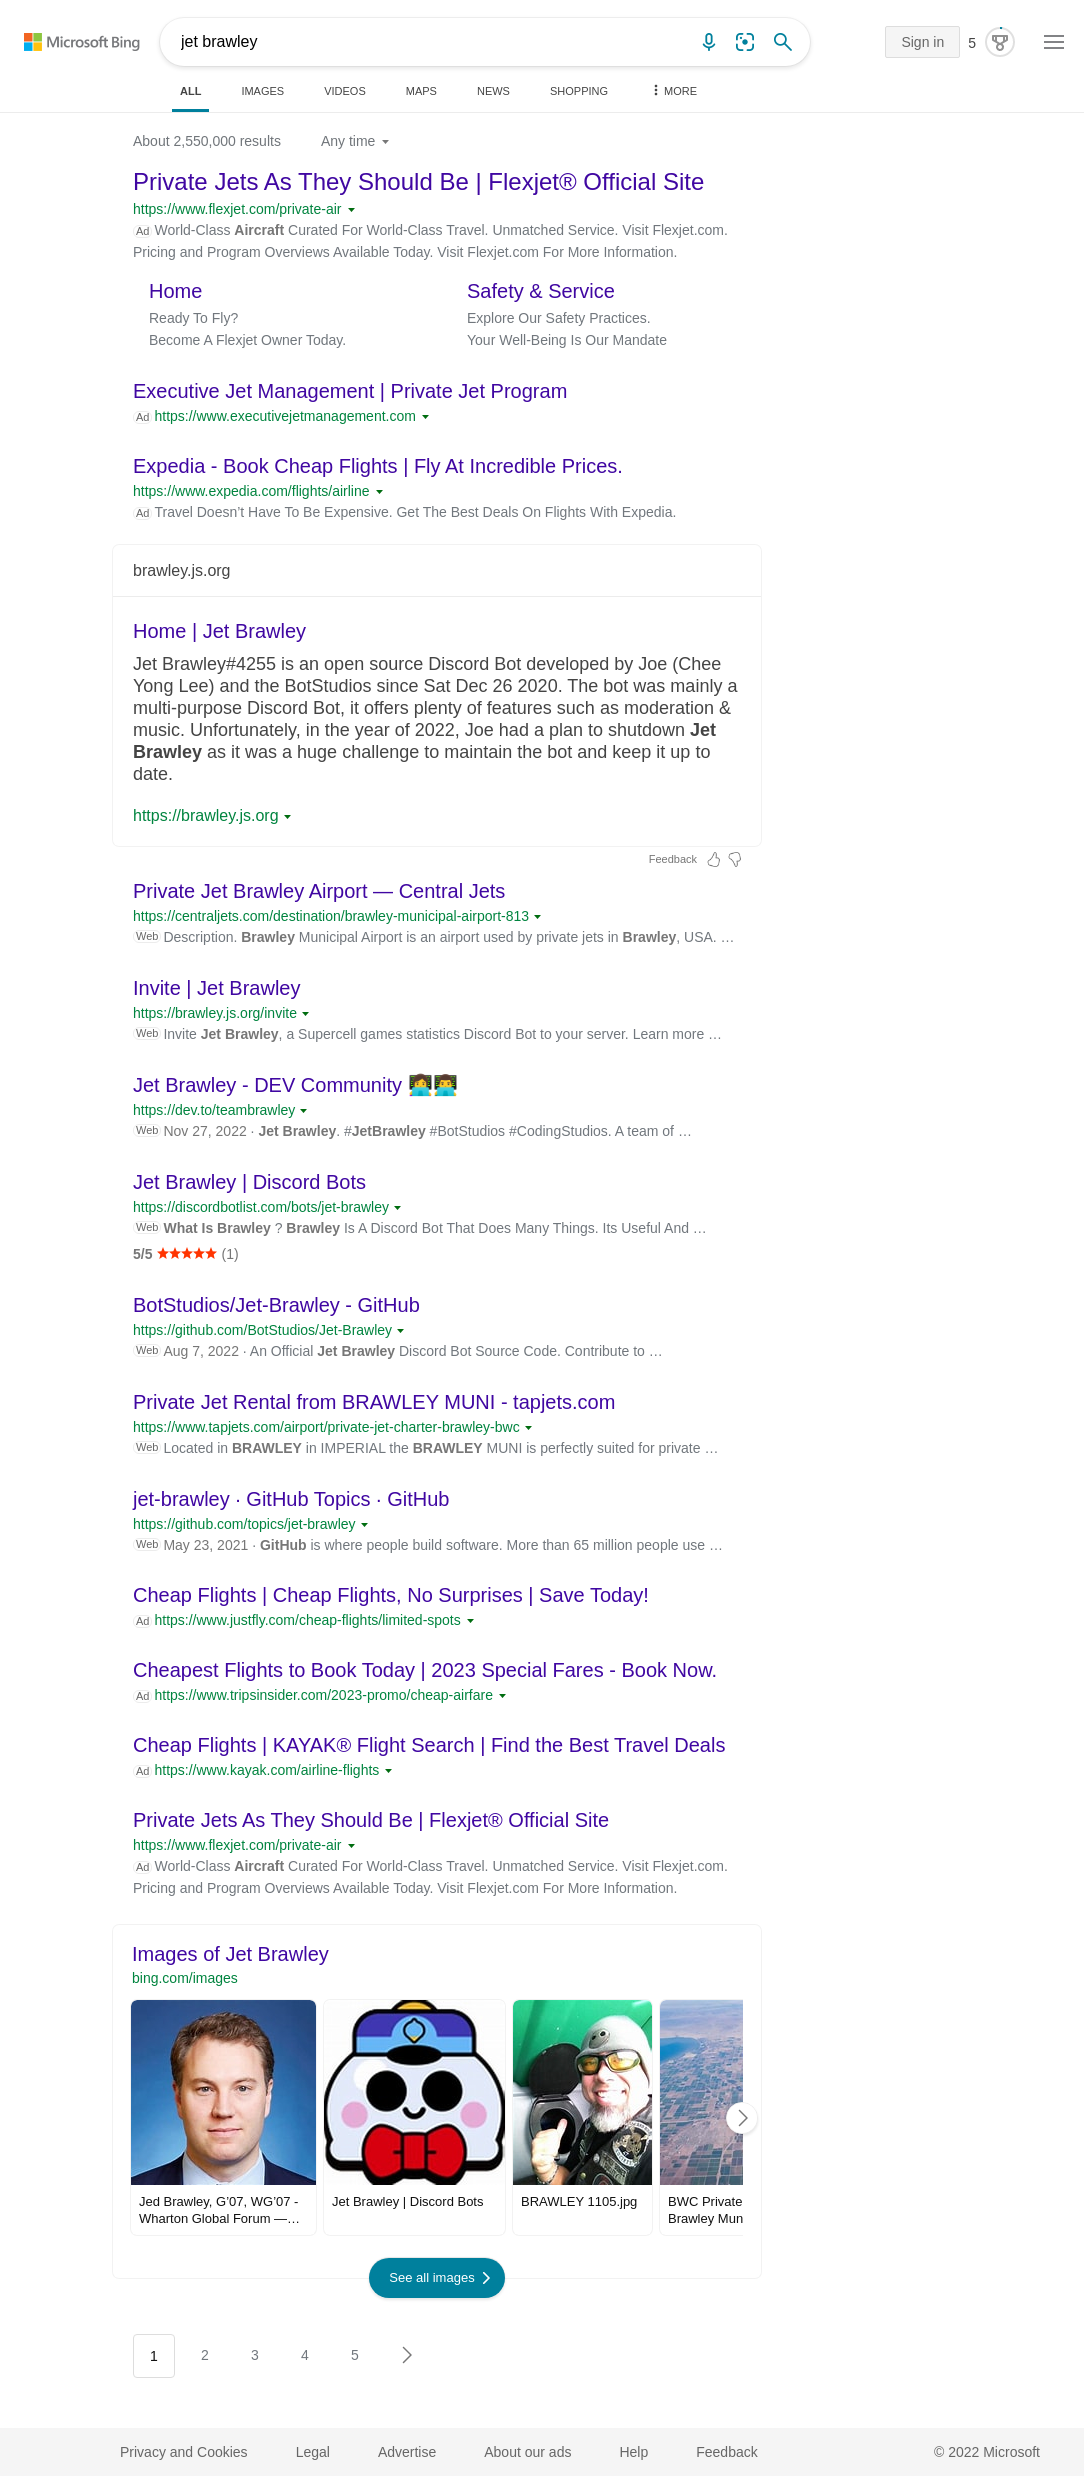 Microsoft Bing
jet brawley
Sign in
5
ALL
IMAGES
VIDEOS
MAPS
NEWS
SHOPPING
MORE
About 2,550,000 results
Any time
Private Jets As They Should Be | Flexjet® Official Site
https://www.flexjet.com/private-air
Ad World-Class Aircraft Curated For World-Class Travel. Unmatched Service. Visit Flexjet.com.
Pricing and Program Overviews Available Today. Visit Flexjet.com For More Information.
Home
Ready To Fly?
Become A Flexjet Owner Today.
Safety & Service
Explore Our Safety Practices.
Your Well-Being Is Our Mandate
Executive Jet Management | Private Jet Program
Ad https://www.executivejetmanagement.com
Expedia - Book Cheap Flights | Fly At Incredible Prices.
https://www.expedia.com/flights/airline
Ad Travel Doesn’t Have To Be Expensive. Get The Best Deals On Flights With Expedia.
brawley.js.org
Home | Jet Brawley
Jet Brawley#4255 is an open source Discord Bot developed by Joe (Chee
Yong Lee) and the BotStudios since Sat Dec 26 2020. The bot was mainly a
multi-purpose Discord Bot, it offers plenty of features such as moderation &
music. Unfortunately, in the year of 2022, Joe had a plan to shutdown Jet
Brawley as it was a huge challenge to maintain the bot and keep it up to
date.
https://brawley.js.org
Feedback
Private Jet Brawley Airport — Central Jets
https://centraljets.com/destination/brawley-municipal-airport-813
Web Description. Brawley Municipal Airport is an airport used by private jets in Brawley, USA. …
Invite | Jet Brawley
https://brawley.js.org/invite
Web Invite Jet Brawley, a Supercell games statistics Discord Bot to your server. Learn more …
Jet Brawley - DEV Community 👩‍💻👨‍💻
https://dev.to/teambrawley
Web Nov 27, 2022 · Jet Brawley. #JetBrawley #BotStudios #CodingStudios. A team of …
Jet Brawley | Discord Bots
https://discordbotlist.com/bots/jet-brawley
Web What Is Brawley ? Brawley Is A Discord Bot That Does Many Things. Its Useful And …
5/5 ★★★★★ (1)
BotStudios/Jet-Brawley - GitHub
https://github.com/BotStudios/Jet-Brawley
Web Aug 7, 2022 · An Official Jet Brawley Discord Bot Source Code. Contribute to …
Private Jet Rental from BRAWLEY MUNI - tapjets.com
https://www.tapjets.com/airport/private-jet-charter-brawley-bwc
Web Located in BRAWLEY in IMPERIAL the BRAWLEY MUNI is perfectly suited for private …
jet-brawley · GitHub Topics · GitHub
https://github.com/topics/jet-brawley
Web May 23, 2021 · GitHub is where people build software. More than 65 million people use …
Cheap Flights | Cheap Flights, No Surprises | Save Today!
Ad https://www.justfly.com/cheap-flights/limited-spots
Cheapest Flights to Book Today | 2023 Special Fares - Book Now.
Ad https://www.tripsinsider.com/2023-promo/cheap-airfare
Cheap Flights | KAYAK® Flight Search | Find the Best Travel Deals
Ad https://www.kayak.com/airline-flights
Private Jets As They Should Be | Flexjet® Official Site
https://www.flexjet.com/private-air
Ad World-Class Aircraft Curated For World-Class Travel. Unmatched Service. Visit Flexjet.com.
Pricing and Program Overviews Available Today. Visit Flexjet.com For More Information.
Images of Jet Brawley
bing.com/images
Jed Brawley, G’07, WG’07 -
Wharton Global Forum —…
Jet Brawley | Discord Bots
BRAWLEY 1105.jpg
BWC Private
Brawley Mun
See all images
1
2
3
4
5
Privacy and Cookies
Legal
Advertise
About our ads
Help
Feedback
© 2022 Microsoft